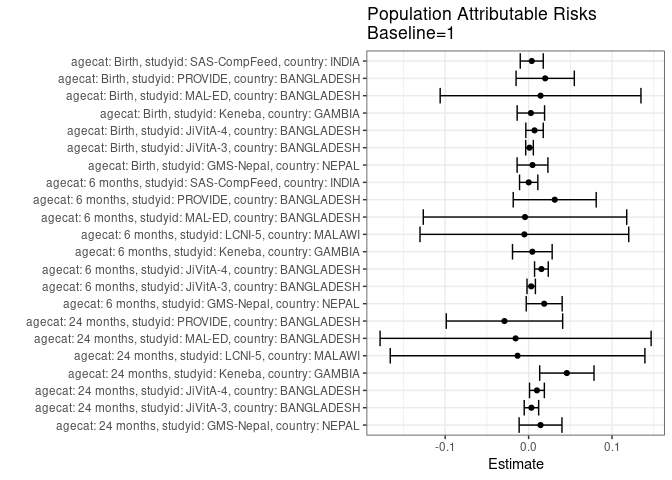 Population Attributable Risks
Baseline=1
agecat: Birth, studyid: SAS-CompFeed, country: INDIA
agecat: Birth, studyid: PROVIDE, country: BANGLADESH
agecat: Birth, studyid: MAL-ED, country: BANGLADESH
agecat: Birth, studyid: Keneba, country: GAMBIA
agecat: Birth, studyid: JiVitA-4, country: BANGLADESH
agecat: Birth, studyid: JiVitA-3, country: BANGLADESH
agecat: Birth, studyid: GMS-Nepal, country: NEPAL
agecat: 6 months, studyid: SAS-CompFeed, country: INDIA
agecat: 6 months, studyid: PROVIDE, country: BANGLADESH
agecat: 6 months, studyid: MAL-ED, country: BANGLADESH
agecat: 6 months, studyid: LCNI-5, country: MALAWI
agecat: 6 months, studyid: Keneba, country: GAMBIA
agecat: 6 months, studyid: JiVitA-4, country: BANGLADESH
agecat: 6 months, studyid: JiVitA-3, country: BANGLADESH
agecat: 6 months, studyid: GMS-Nepal, country: NEPAL
agecat: 24 months, studyid: PROVIDE, country: BANGLADESH
agecat: 24 months, studyid: MAL-ED, country: BANGLADESH
agecat: 24 months, studyid: LCNI-5, country: MALAWI
agecat: 24 months, studyid: Keneba, country: GAMBIA
agecat: 24 months, studyid: JiVitA-4, country: BANGLADESH
agecat: 24 months, studyid: JiVitA-3, country: BANGLADESH
agecat: 24 months, studyid: GMS-Nepal, country: NEPAL
-0.1 0.0 0.1
Estimate